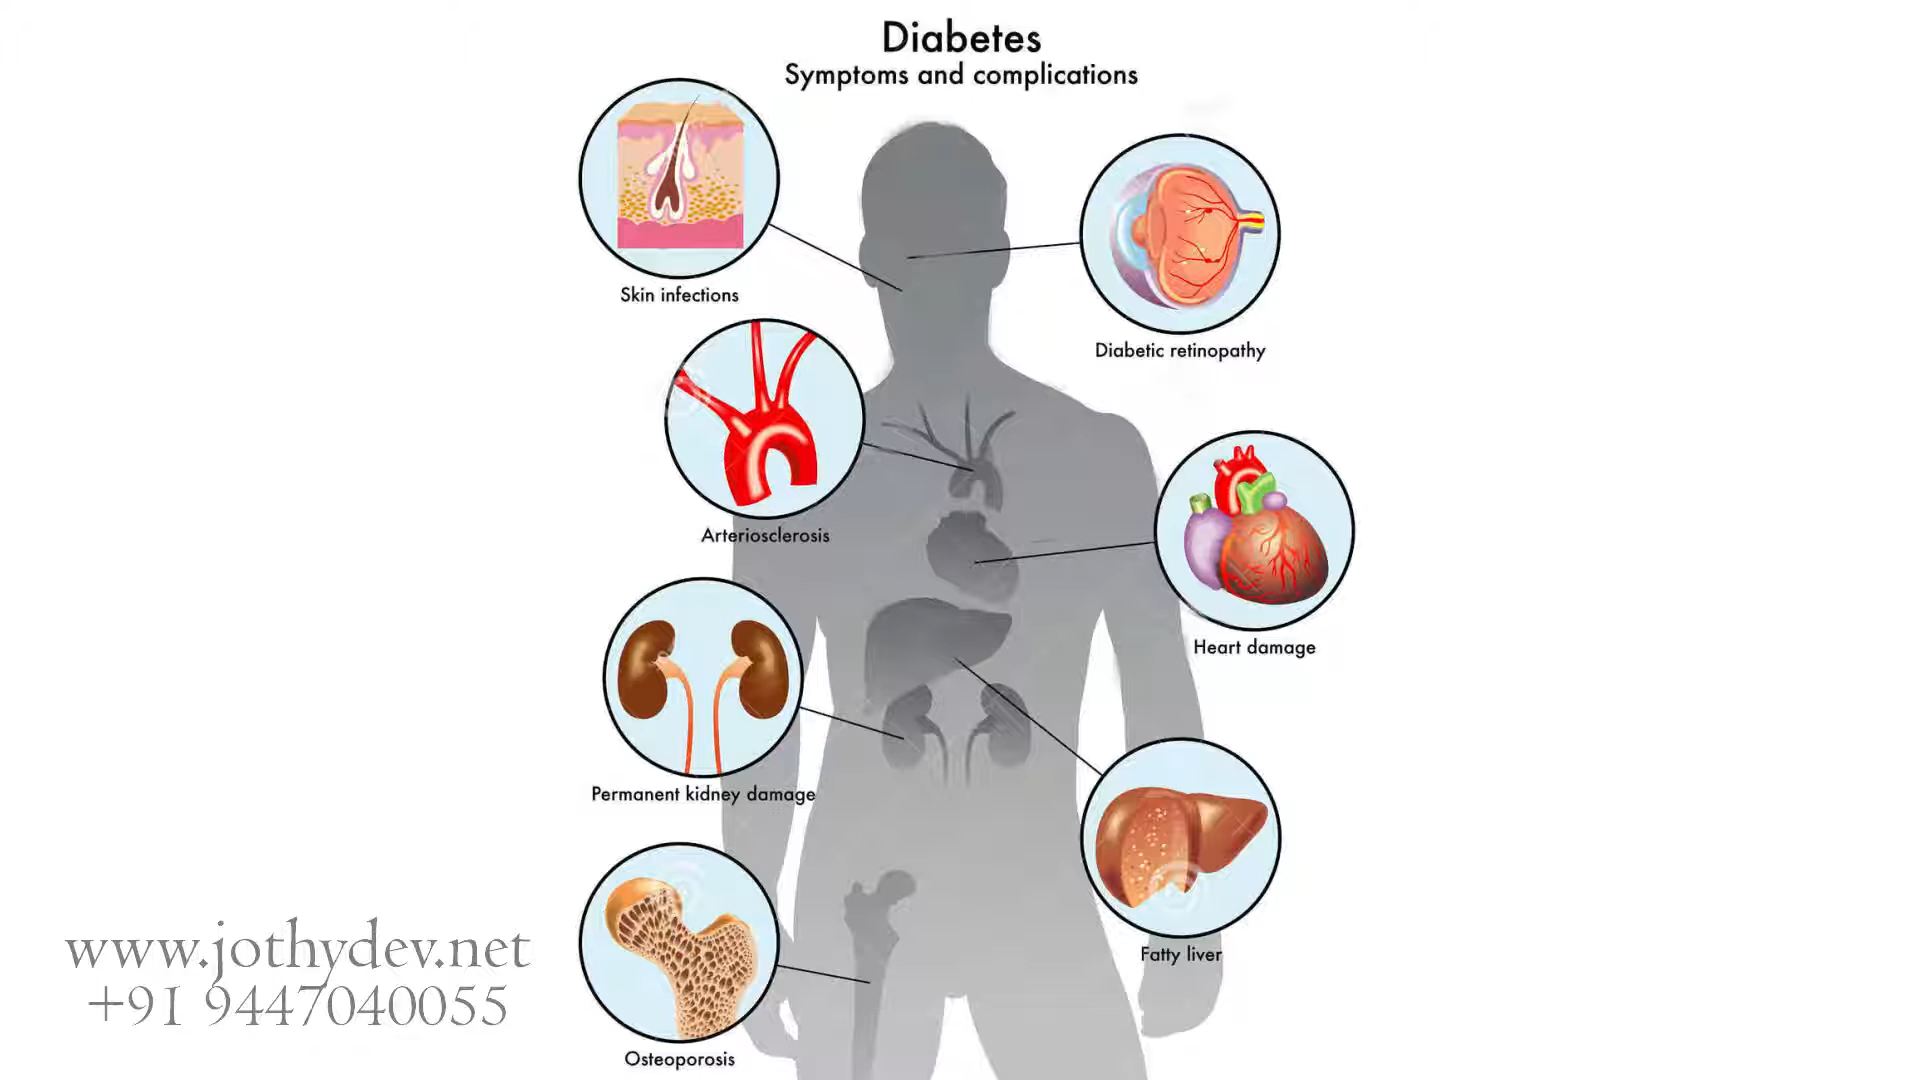 Diabetes
Symptoms and complications
Skin infections
Diabetic retinopathy
Arteriosclerosis
Heart damage
Permanent kidney damage
Fatty liver
Osteoporosis
www.jothydev.net
+91 9447040055